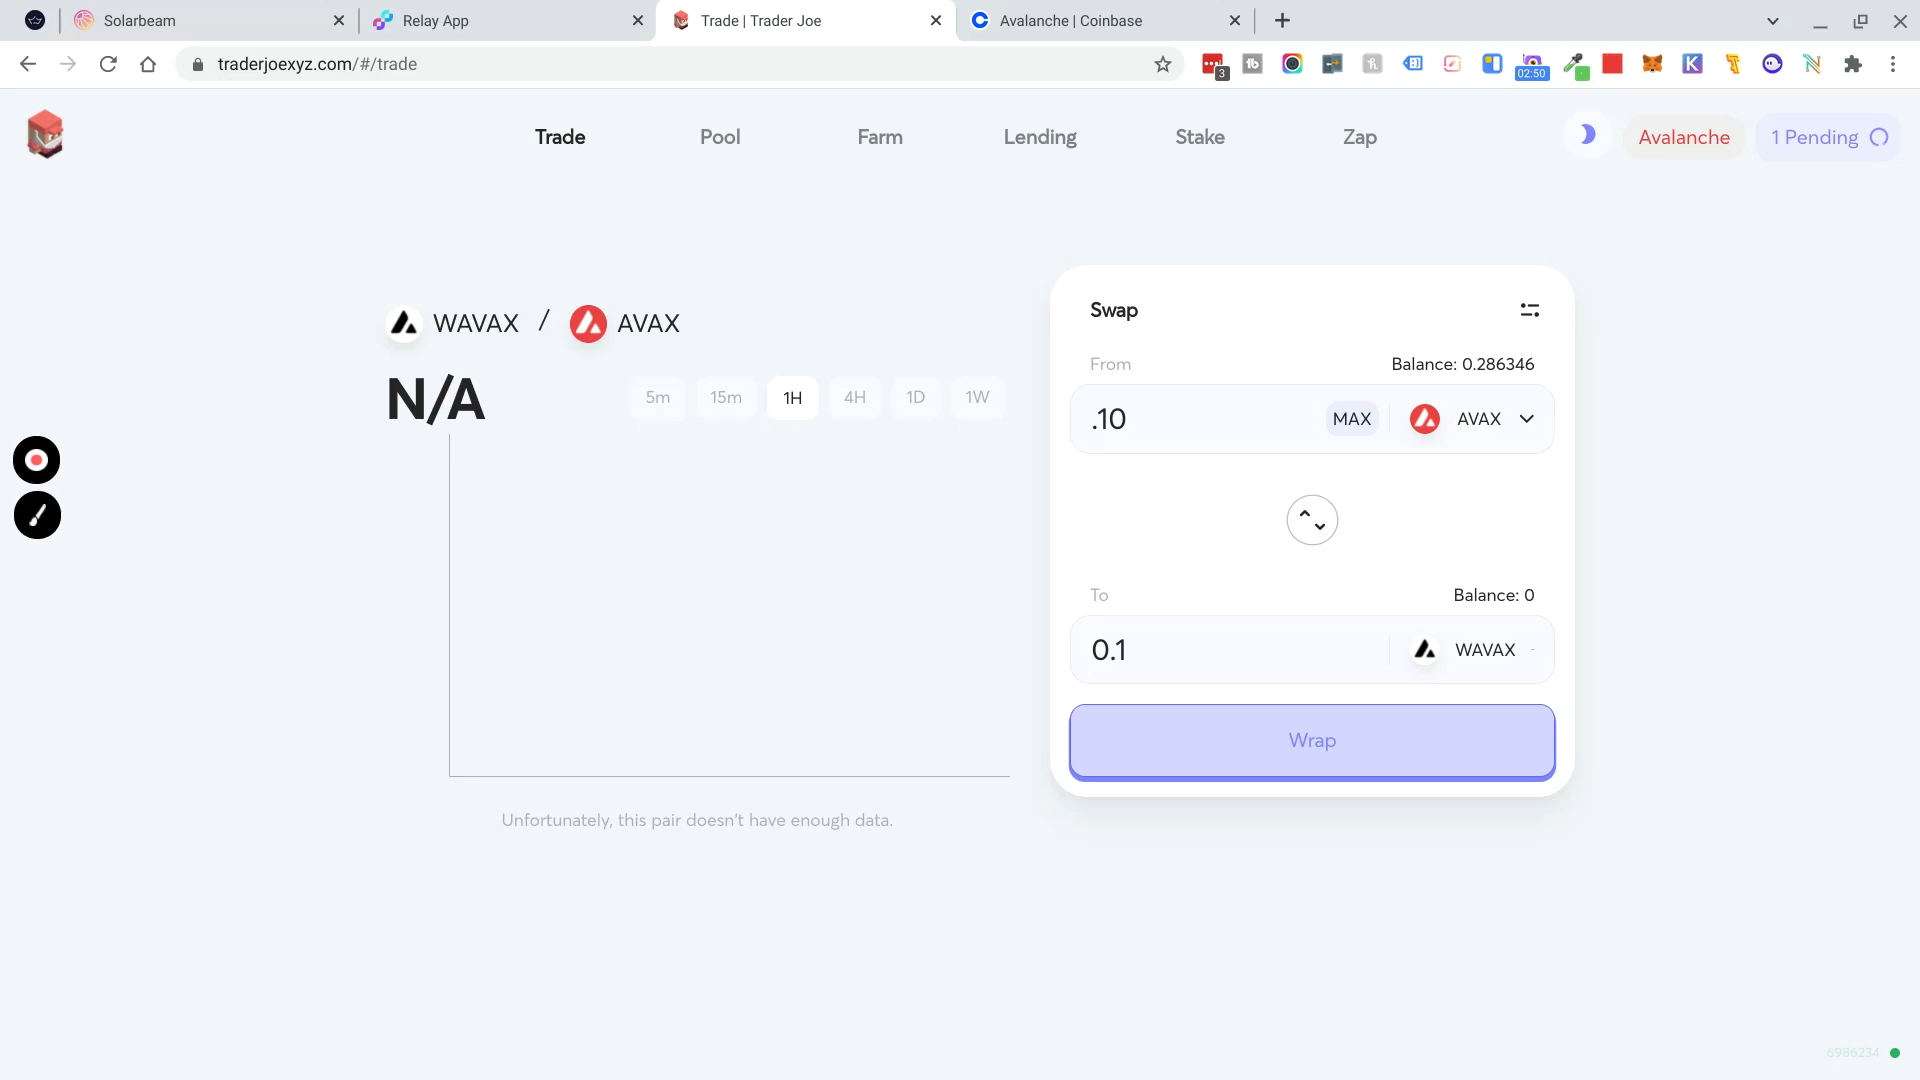 Solarbeam
Relay App
Trade | Trader Joe
Avalanche | Coinbase
traderjoexyz.com/#/trade
3
02:50
Trade
Pool
Farm
Lending
Stake
Zap
Avalanche
1 Pending
WAVAX / AVAX
N/A
5m
15m
1H
4H
1D
1W
Unfortunately, this pair doesn't have enough data.
Swap
From
Balance: 0.286346
.10
MAX
AVAX
To
Balance: 0
0.1
WAVAX
Wrap
6986234